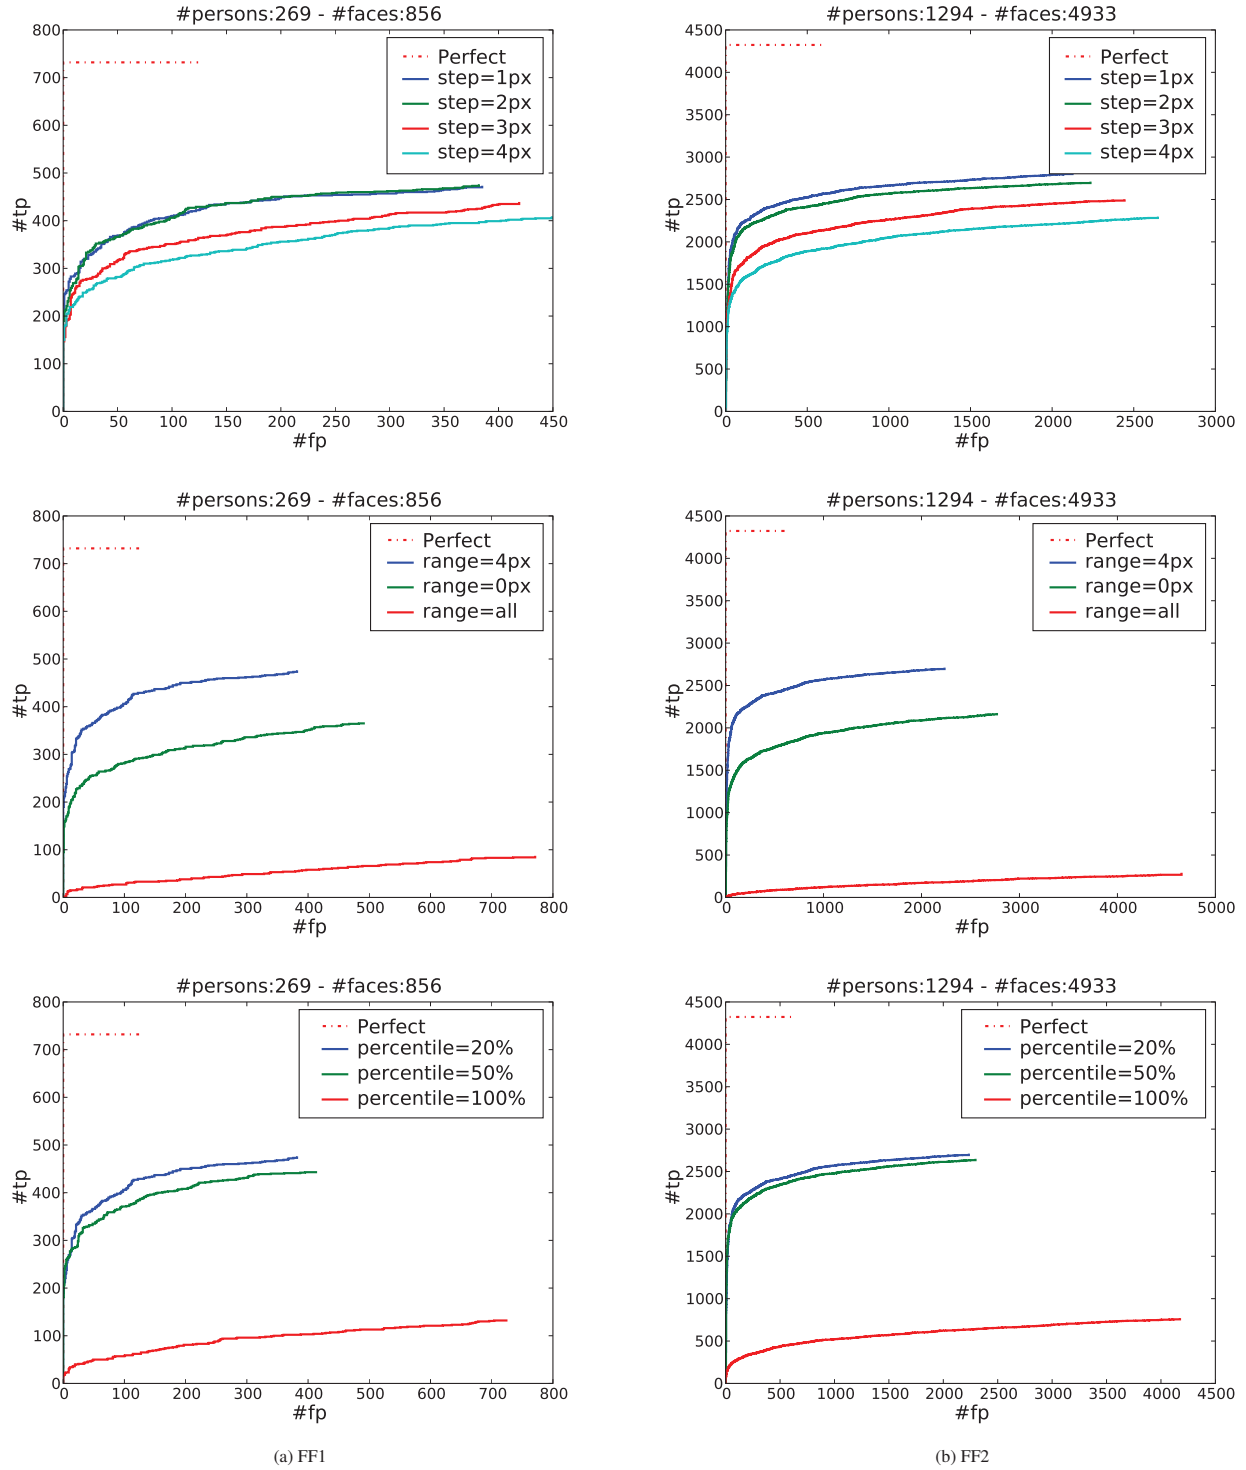 #persons:269 - #faces:856
800
700
600
500
400
300
200
100
0
#tp
Perfect
step=1px
step=2px
step=3px
step=4px
0 50 100 150 200 250 300 350 400 450
#fp
#persons:1294 - #faces:4933
4500
4000
3500
3000
2500
2000
1500
1000
500
0
#tp
Perfect
step=1px
step=2px
step=3px
step=4px
0 500 1000 1500 2000 2500 3000
#fp
#persons:269 - #faces:856
800
700
600
500
400
300
200
100
0
#tp
Perfect
range=4px
range=0px
range=all
0 100 200 300 400 500 600 700 800
#fp
#persons:1294 - #faces:4933
4500
4000
3500
3000
2500
2000
1500
1000
500
0
#tp
Perfect
range=4px
range=0px
range=all
0 1000 2000 3000 4000 5000
#fp
#persons:269 - #faces:856
800
700
600
500
400
300
200
100
0
#tp
Perfect
percentile=20%
percentile=50%
percentile=100%
0 100 200 300 400 500 600 700 800
#fp
#persons:1294 - #faces:4933
4500
4000
3500
3000
2500
2000
1500
1000
500
0
#tp
Perfect
percentile=20%
percentile=50%
percentile=100%
0 500 1000 1500 2000 2500 3000 3500 4000 4500
#fp
(a) FF1
(b) FF2